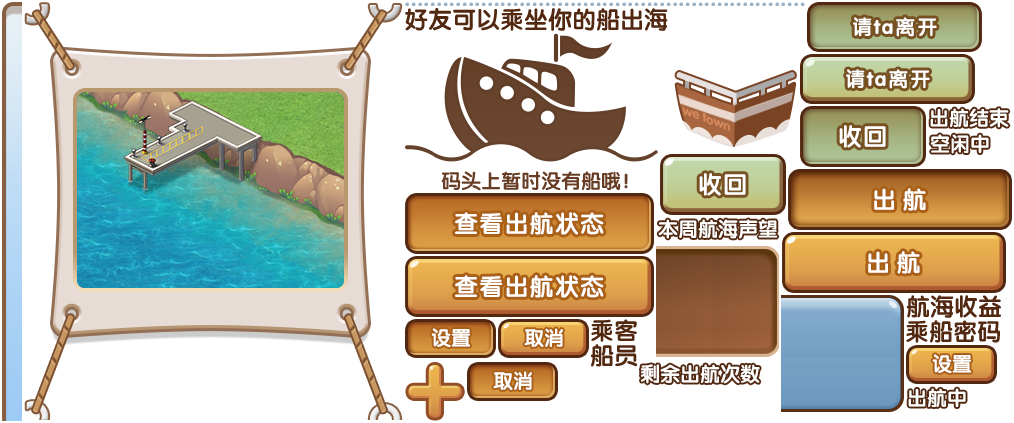 好友可以乘坐你的船出海
码头上暂时没有船哦！
查看出航状态
查看出航状态
设置
取消
乘客
船员
取消
we town
收回
本周航海声望
剩余出航次数
请ta离开
请ta离开
收回
出航结束
空闲中
出航
出航
航海收益
乘船密码
设置
出航中